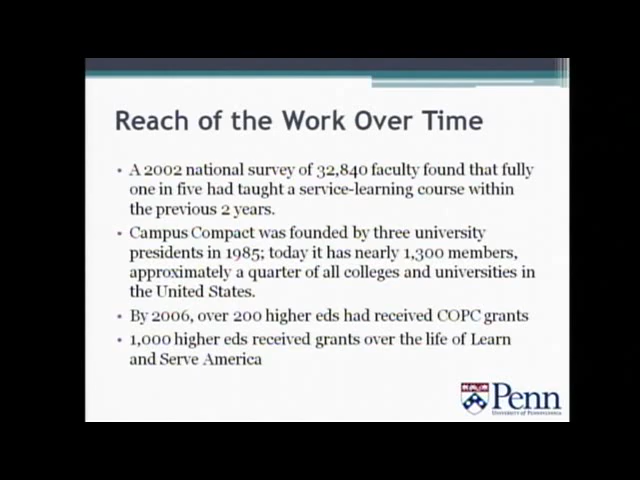 Reach of the Work Over Time
• A 2002 national survey of 32,840 faculty found that fully
one in five had taught a service-learning course within
the previous 2 years.
• Campus Compact was founded by three university
presidents in 1985; today it has nearly 1,300 members,
approximately a quarter of all colleges and universities in
the United States.
• By 2006, over 200 higher eds had received COPC grants
• 1,000 higher eds received grants over the life of Learn
and Serve America
Penn
UNIVERSITY OF PENNSYLVANIA